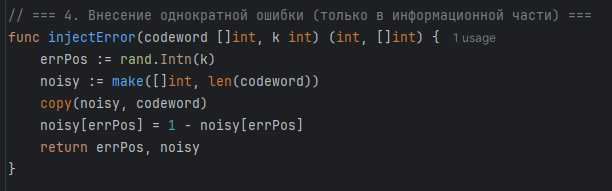 // === 4. Внесение однократной ошибки (только в информационной части) ===
func injectError(codeword []int, k int) (int, []int) { 1 usage
    errPos := rand.Intn(k)
    noisy := make([]int, len(codeword))
    copy(noisy, codeword)
    noisy[errPos] = 1 - noisy[errPos]
    return errPos, noisy
}